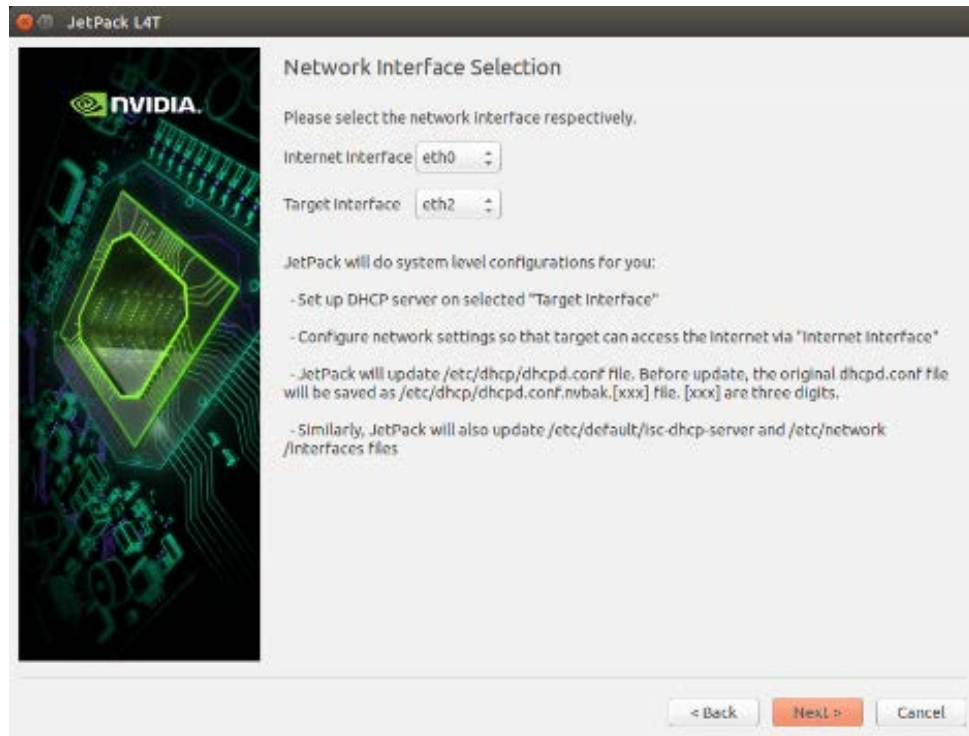 JetPack L4T
NVIDIA.
Network Interface Selection
Please select the network interface respectively.
Internet Interface eth0
Target Interface eth2
JetPack will do system level configurations for you:
- Set up DHCP server on selected "Target Interface"
- Configure network settings so that target can access the internet via "Internet Interface"
- JetPack will update /etc/dhcp/dhcpd.conf file. Before update, the original dhcpd.conf file
will be saved as /etc/dhcp/dhcpd.conf.nvbak.[xxx] file. [xxx] are three digits.
- Similarly, JetPack will also update /etc/default/isc-dhcp-server and /etc/network
/interfaces files
< Back Next > Cancel